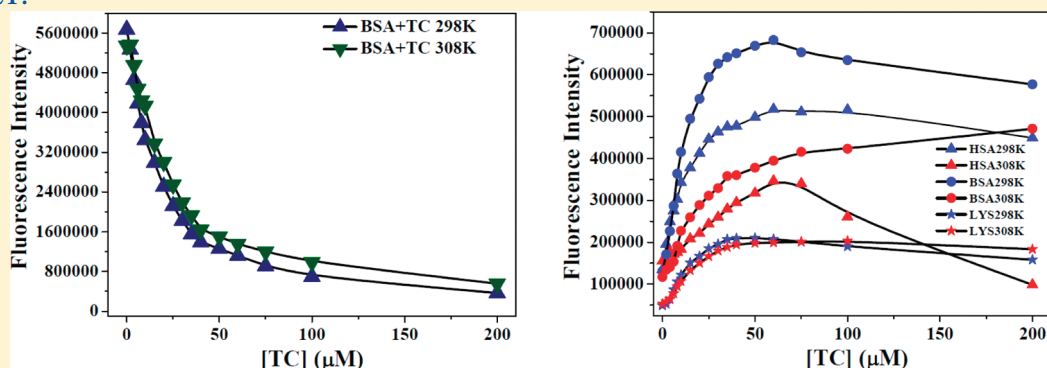 BSA+TC 298K
BSA+TC 308K
Fluorescence Intensity
5600000
4800000
4000000
3200000
2400000
1600000
800000
0
0 50 100 150 200
[TC] (μM)
Fluorescence Intensity
700000
600000
500000
400000
300000
200000
100000
HSA298K
HSA308K
BSA298K
BSA308K
LYS298K
LYS308K
0 50 100 150 200
[TC] (μM)